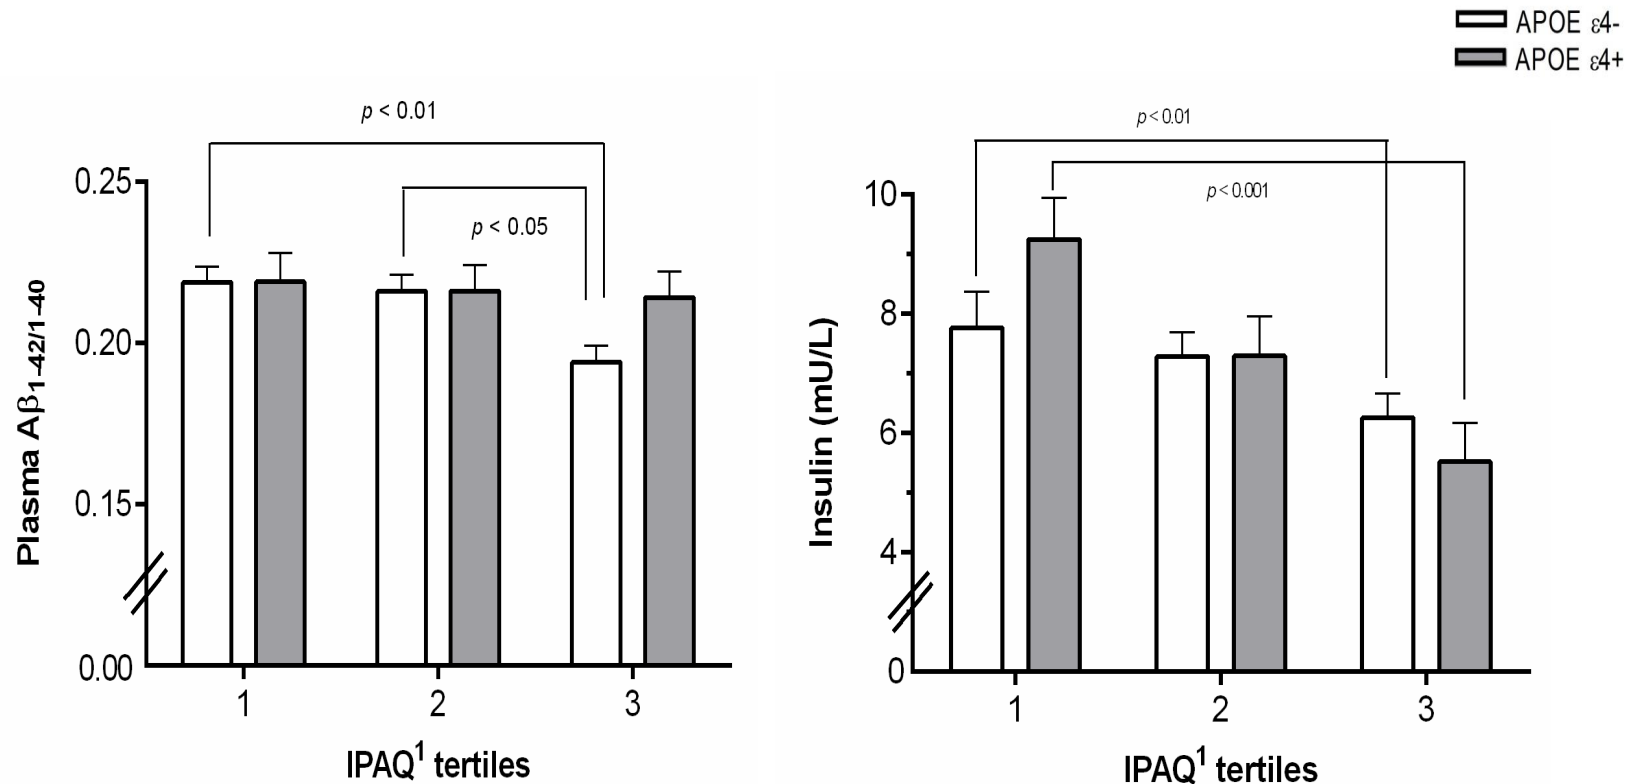 APOE ε4-
APOE ε4+
p < 0.01
p < 0.05
0.25
0.20
0.15
0.00
Plasma Aβ1-42/1-40
1 2 3
IPAQ1 tertiles
p < 0.01
p < 0.001
10
8
6
4
0
Insulin (mU/L)
1 2 3
IPAQ1 tertiles